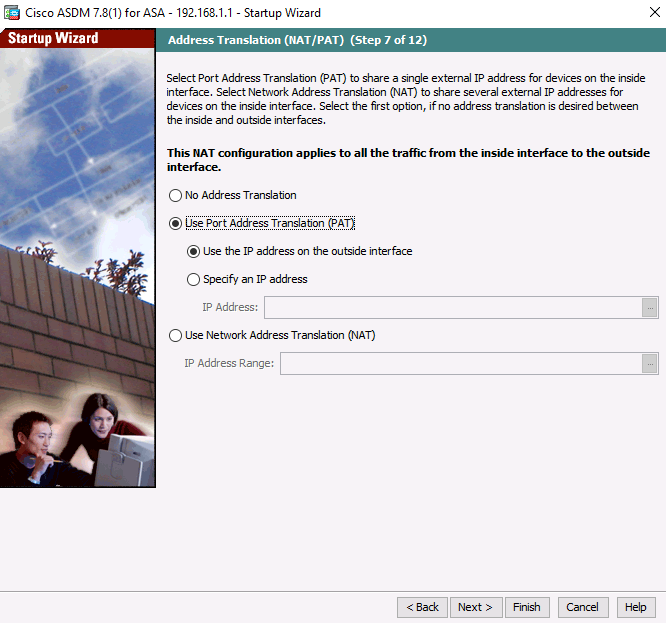 Cisco ASDM 7.8(1) for ASA - 192.168.1.1 - Startup Wizard
Startup Wizard
Address Translation (NAT/PAT) (Step 7 of 12)
Select Port Address Translation (PAT) to share a single external IP address for devices on the inside
interface. Select Network Address Translation (NAT) to share several external IP addresses for
devices on the inside interface. Select the first option, if no address translation is desired between
the inside and outside interfaces.
This NAT configuration applies to all the traffic from the inside interface to the outside
interface.
No Address Translation
Use Port Address Translation (PAT)
Use the IP address on the outside interface
Specify an IP address
IP Address:
...
Use Network Address Translation (NAT)
IP Address Range:
...
< Back Next > Finish Cancel Help